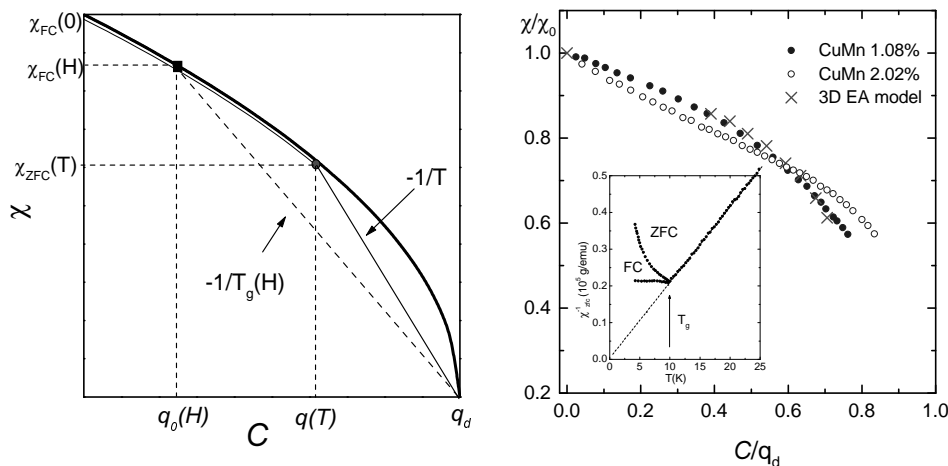 χFC(0)
χFC(H)
χZFC(T)
χ
-1/T
-1/Tg(H)
q0(H)
C
q(T)
qd
χ/χ0
1.0
0.8
0.6
0.4
0.2
CuMn 1.08%
CuMn 2.02%
3D EA model
0.5
0.4
0.3
0.2
0.1
0.0
χ-1zfc (10^5 g/emu)
ZFC
FC
Tg
0 5 10 15 20 25
T(K)
0.0 0.2 0.4 0.6 0.8 1.0
C/qd